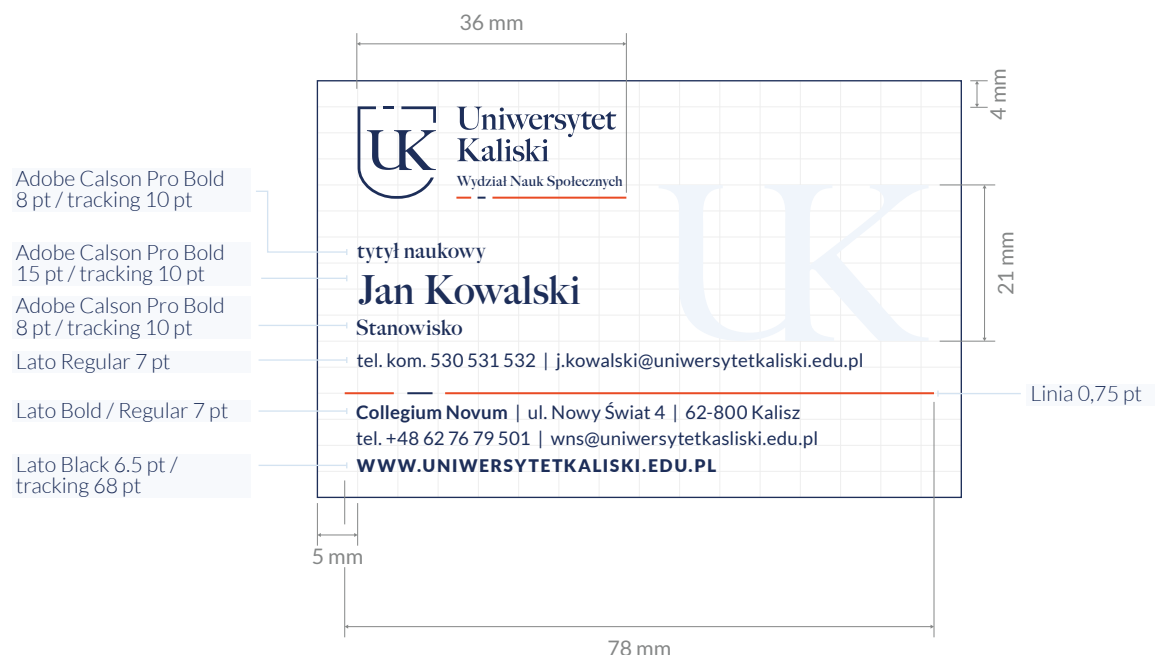 36 mm
4 mm
UK
Uniwersytet
Kaliski
Wydział Nauk Społecznych
UK
21 mm
Adobe Calson Pro Bold
8 pt / tracking 10 pt
tytył naukowy
Adobe Calson Pro Bold
15 pt / tracking 10 pt
Jan Kowalski
Adobe Calson Pro Bold
8 pt / tracking 10 pt
Stanowisko
Lato Regular 7 pt
tel. kom. 530 531 532 | j.kowalski@uniwersytetkaliski.edu.pl
Linia 0,75 pt
Lato Bold / Regular 7 pt
Collegium Novum | ul. Nowy Świat 4 | 62-800 Kalisz
tel. +48 62 76 79 501 | wns@uniwersytetkasliski.edu.pl
Lato Black 6.5 pt /
tracking 68 pt
WWW.UNIWERSYTETKALISKI.EDU.PL
5 mm
78 mm